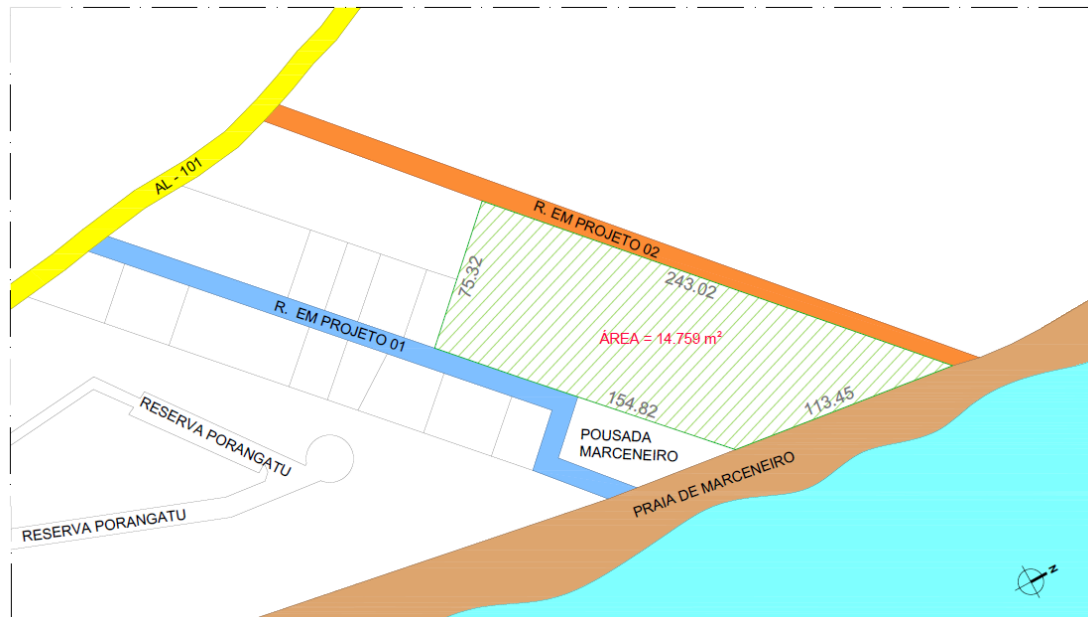 AL - 101
R. EM PROJETO 02
75.32
243.02
R. EM PROJETO 01
ÁREA = 14.759 m²
154.82
113.45
RESERVA PORANGATU
POUSADA
MARCENEIRO
PRAIA DE MARCENEIRO
RESERVA PORANGATU
N